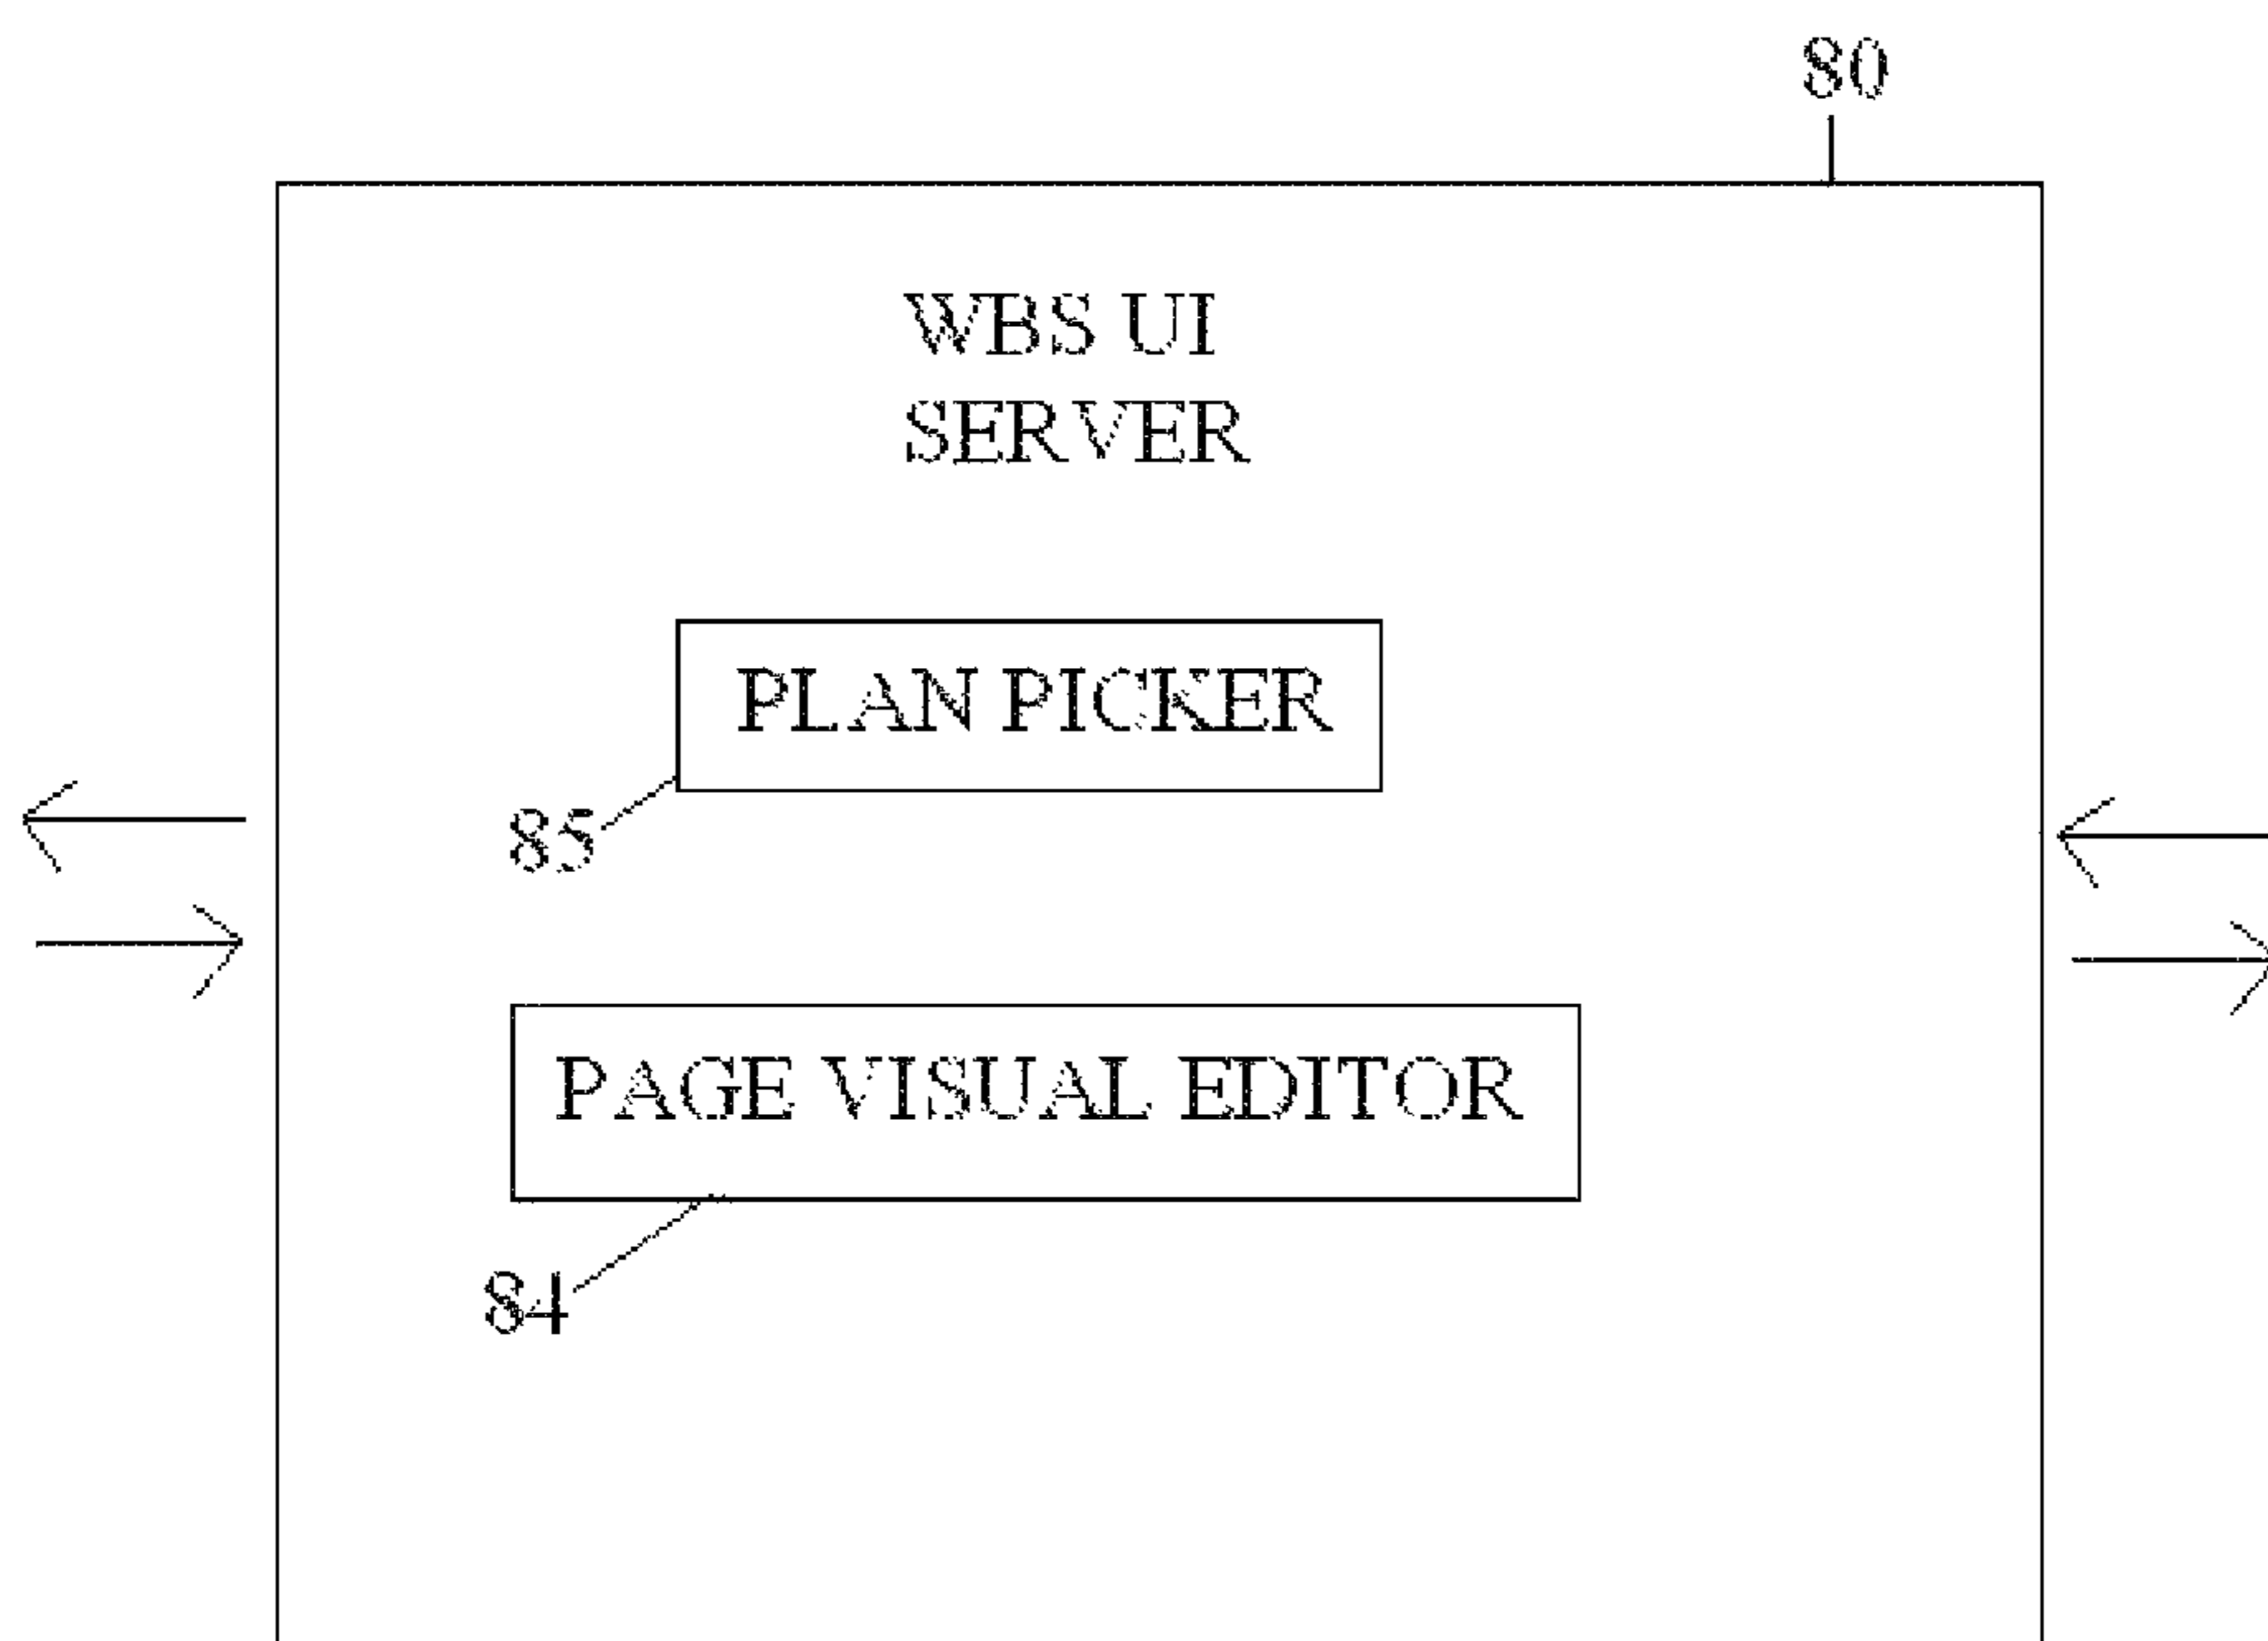 80
WBS UI
SERVER
PLAN PICKER
85
PAGE VISUAL EDITOR
84